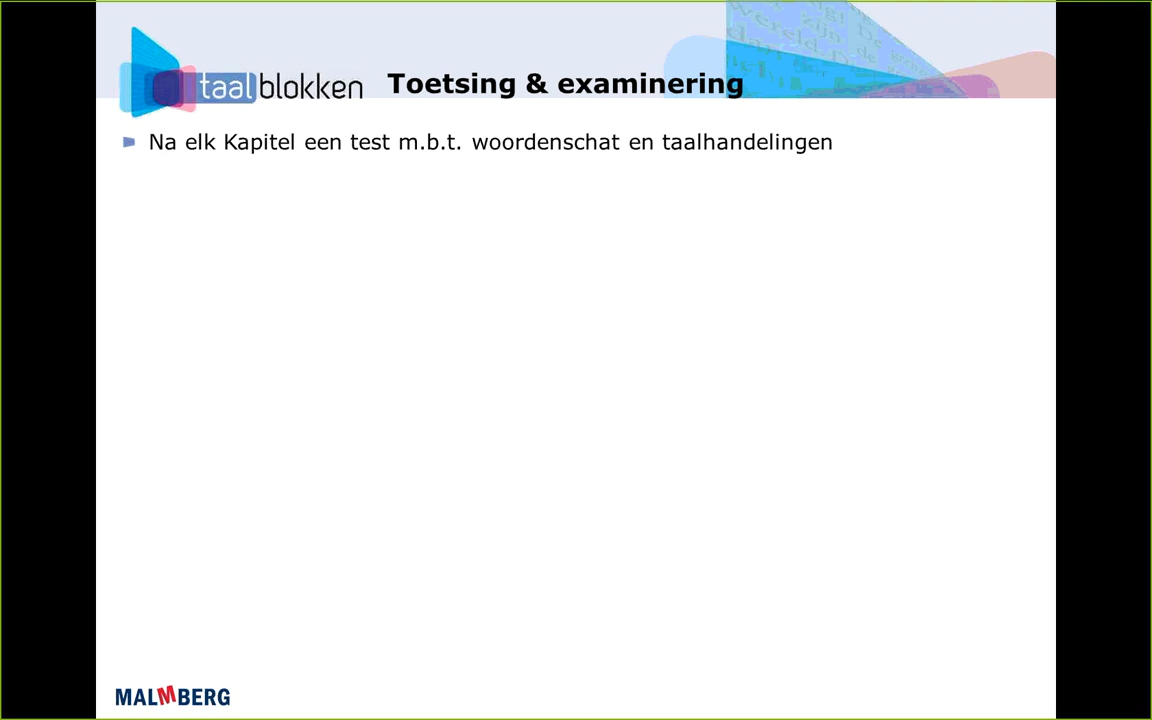 taalblokken Toetsing & examinering
Na elk Kapitel een test m.b.t. woordenschat en taalhandelingen
MALMBERG